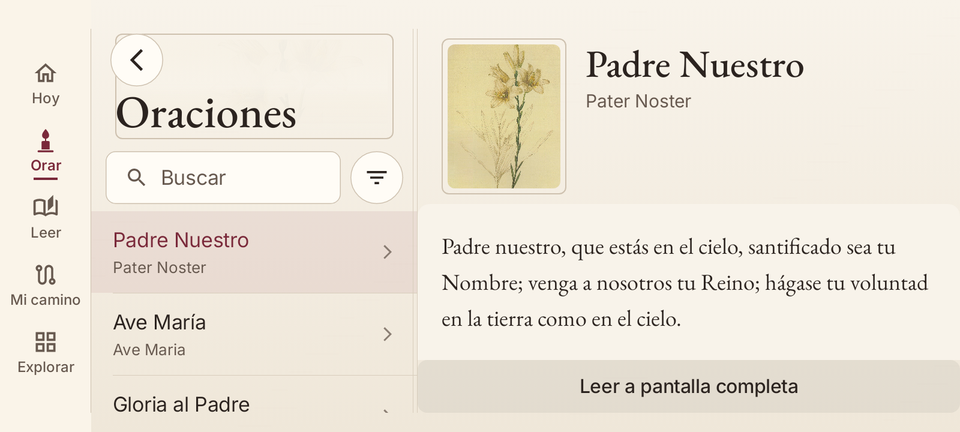 Hoy
Orar
Leer
Mi camino
Explorar
Oraciones
Buscar
Padre Nuestro
Pater Noster
Ave María
Ave Maria
Gloria al Padre
Padre Nuestro
Pater Noster
Padre nuestro, que estás en el cielo, santificado sea tu
Nombre; venga a nosotros tu Reino; hágase tu voluntad
en la tierra como en el cielo.
Leer a pantalla completa